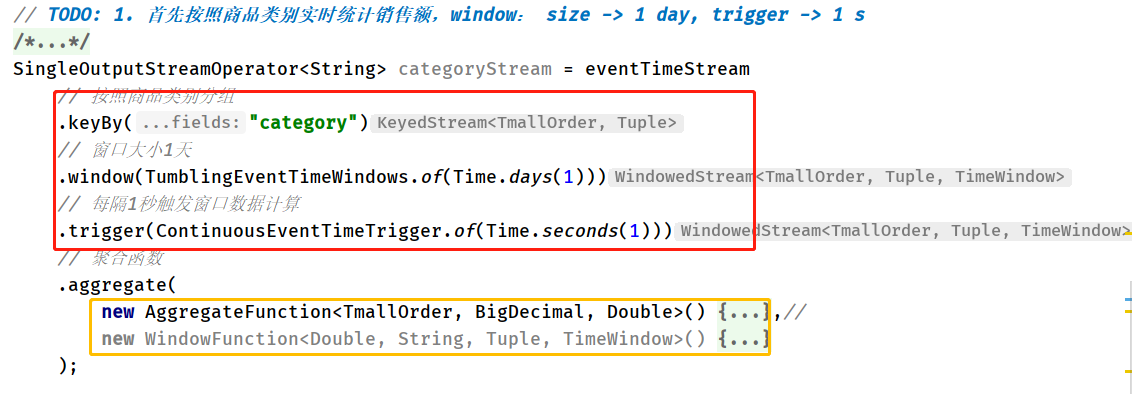 // TODO: 1. 首先按照商品类别实时统计销售额，window： size -> 1 day, trigger -> 1 s
/*...*/
SingleOutputStreamOperator<String> categoryStream = eventTimeStream
// 按照商品类别分组
.keyBy( ...fields: "category") KeyedStream<TmallOrder, Tuple>
// 窗口大小1天
.window(TumblingEventTimeWindows.of(Time.days(1))) WindowedStream<TmallOrder, Tuple, TimeWindow>
// 每隔1秒触发窗口数据计算
.trigger(ContinuousEventTimeTrigger.of(Time.seconds(1))) WindowedStream<TmallOrder, Tuple, TimeWindow>
// 聚合函数
.aggregate(
new AggregateFunction<TmallOrder, BigDecimal, Double>() {...},//
new WindowFunction<Double, String, Tuple, TimeWindow>() {...}
);